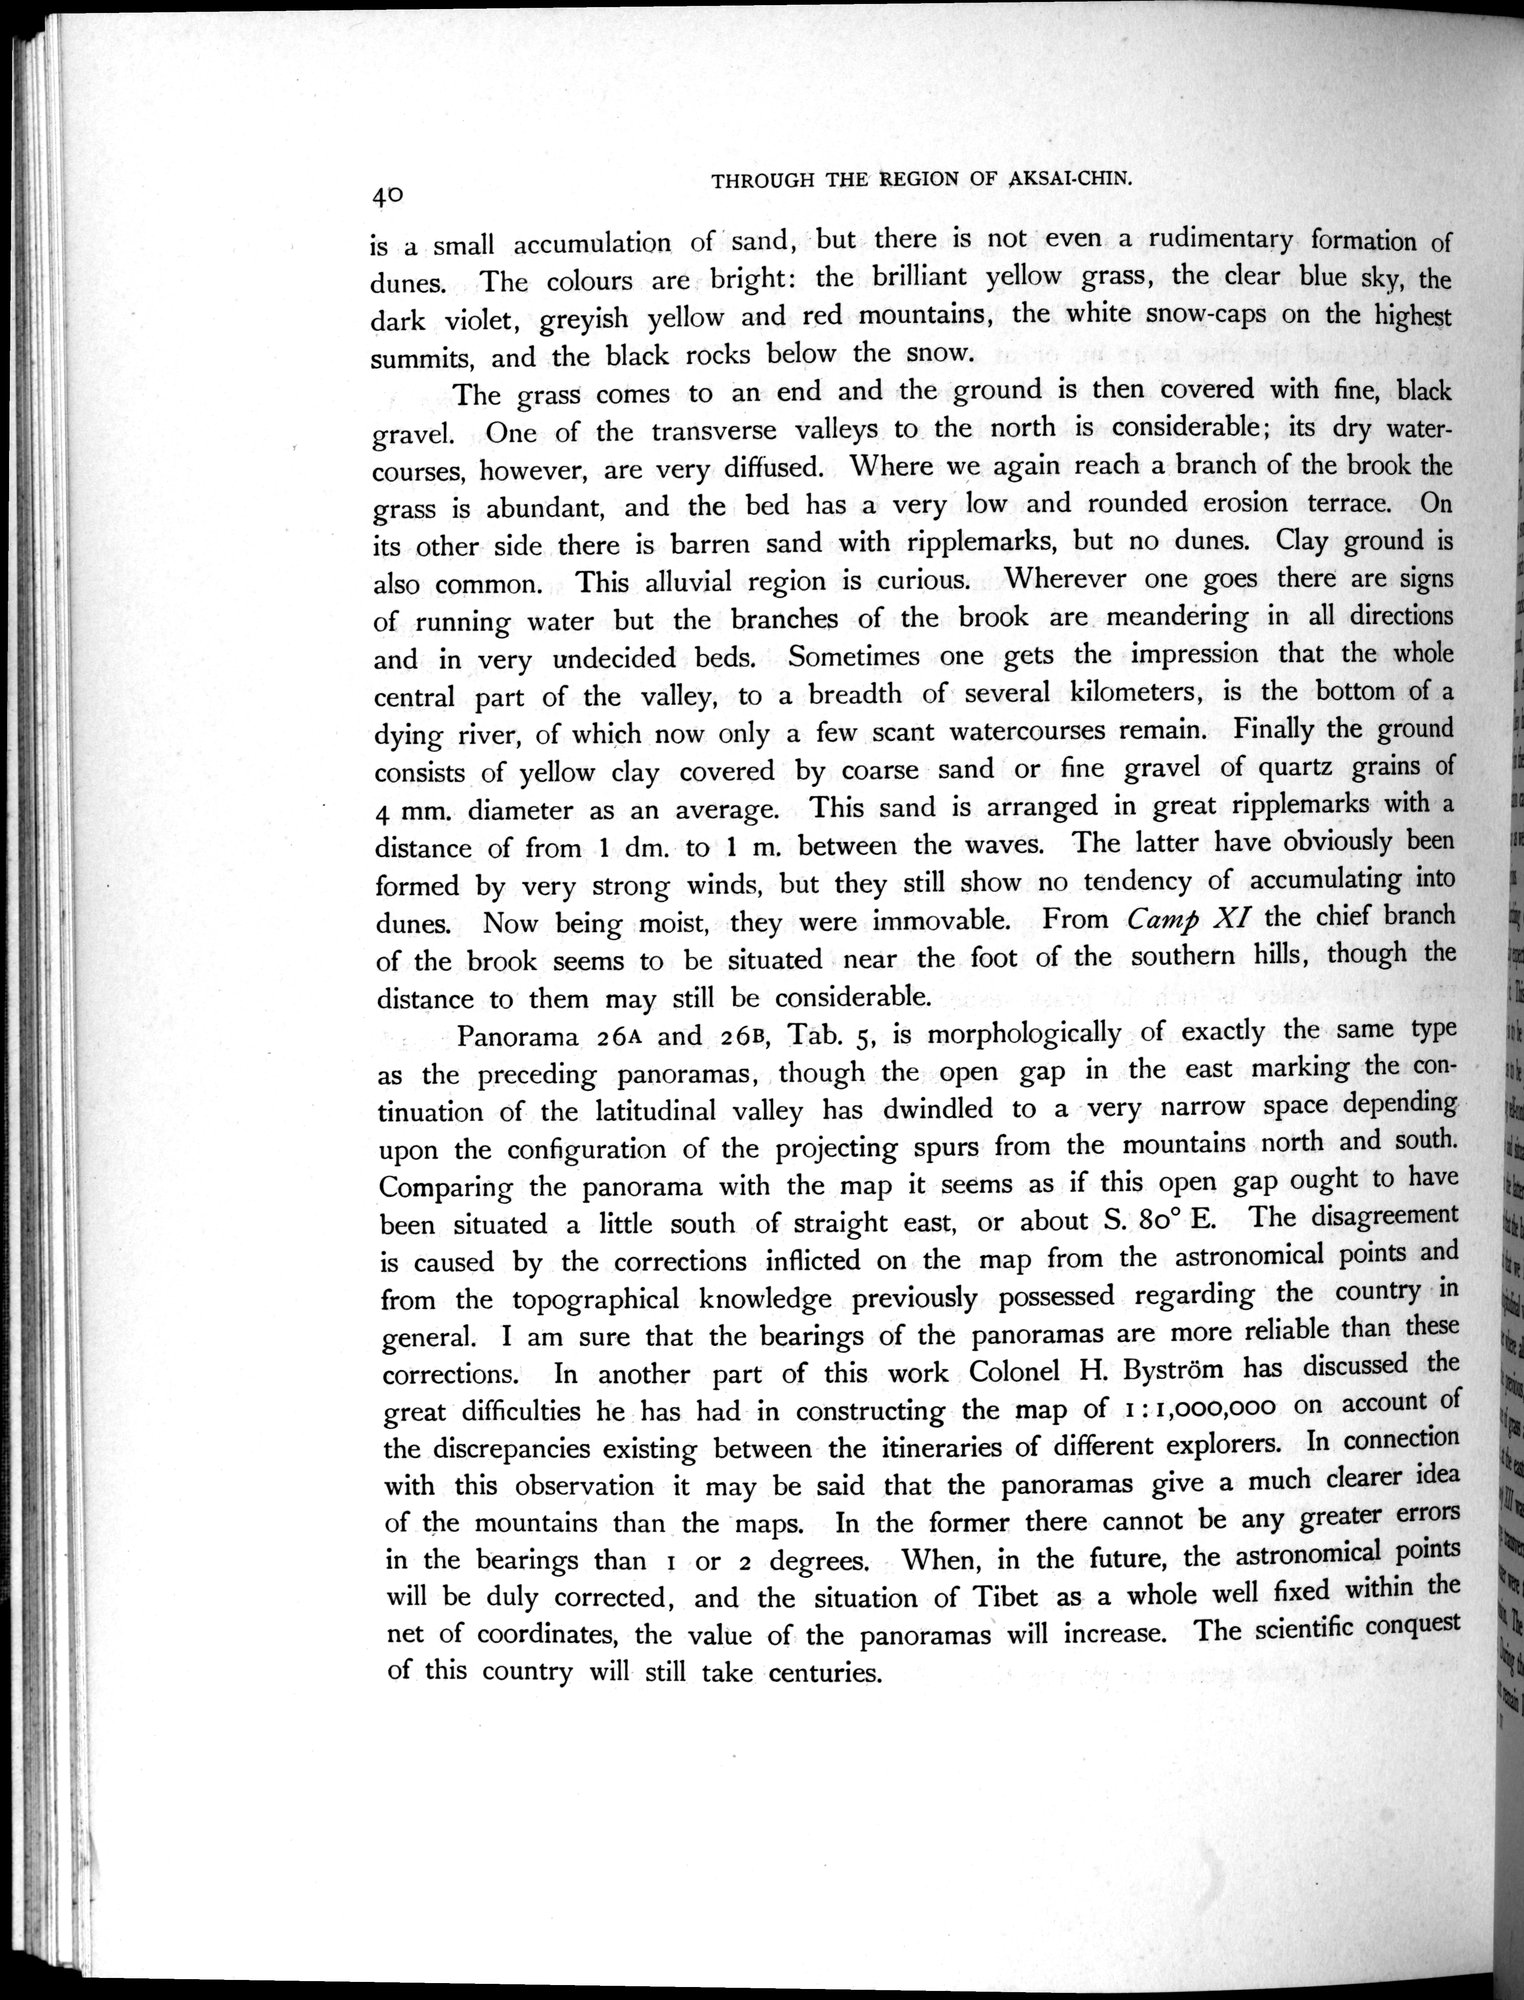 40
THROUGH THE REGION OF AKSAI-CHIN.
is a small accumulation of sand, but there is not even a rudimentary formation of
dunes. The colours are bright: the brilliant yellow grass, the clear blue sky, the
dark violet, greyish yellow and red mountains, the white snow-caps on the highest
summits, and the black rocks below the snow.
The grass comes to an end and the ground is then covered with fine, black
gravel. One of the transverse valleys to the north is considerable; its dry water-
courses, however, are very diffused. Where we again reach a branch of the brook the
grass is abundant, and the bed has a very low and rounded erosion terrace. On
its other side there is barren sand with ripplemarks, but no dunes. Clay ground is
also common. This alluvial region is curious. Wherever one goes there are signs
of running water but the branches of the brook are meandering in all directions
and in very undecided beds. Sometimes one gets the impression that the whole
central part of the valley, to a breadth of several kilometers, is the bottom of a
dying river, of which now only a few scant watercourses remain. Finally the ground
consists of yellow clay covered by coarse sand or fine gravel of quartz grains of
4 mm. diameter as an average. This sand is arranged in great ripplemarks with a
distance of from 1 dm. to 1 m. between the waves. The latter have obviously been
formed by very strong winds, but they still show no tendency of accumulating into
dunes. Now being moist, they were immovable. From Camp XI the chief branch
of the brook seems to be situated near the foot of the southern hills, though the
distance to them may still be considerable.
Panorama 26A and 26B, Tab. 5, is morphologically of exactly the same type
as the preceding panoramas, though the open gap in the east marking the con-
tinuation of the latitudinal valley has dwindled to a very narrow space depending
upon the configuration of the projecting spurs from the mountains north and south.
Comparing the panorama with the map it seems as if this open gap ought to have
been situated a little south of straight east, or about S. 80° E. The disagreement
is caused by the corrections inflicted on the map from the astronomical points and
from the topographical knowledge previously possessed regarding the country in
general. I am sure that the bearings of the panoramas are more reliable than these
corrections. In another part of this work Colonel H. Byström has discussed the
great difficulties he has had in constructing the map of 1:1,000,000 on account of
the discrepancies existing between the itineraries of different explorers. In connection
with this observation it may be said that the panoramas give a much clearer idea
of the mountains than the maps. In the former there cannot be any greater errors
in the bearings than 1 or 2 degrees. When, in the future, the astronomical points
will be duly corrected, and the situation of Tibet as a whole well fixed within the
net of coordinates, the value of the panoramas will increase. The scientific conquest
of this country will still take centuries.